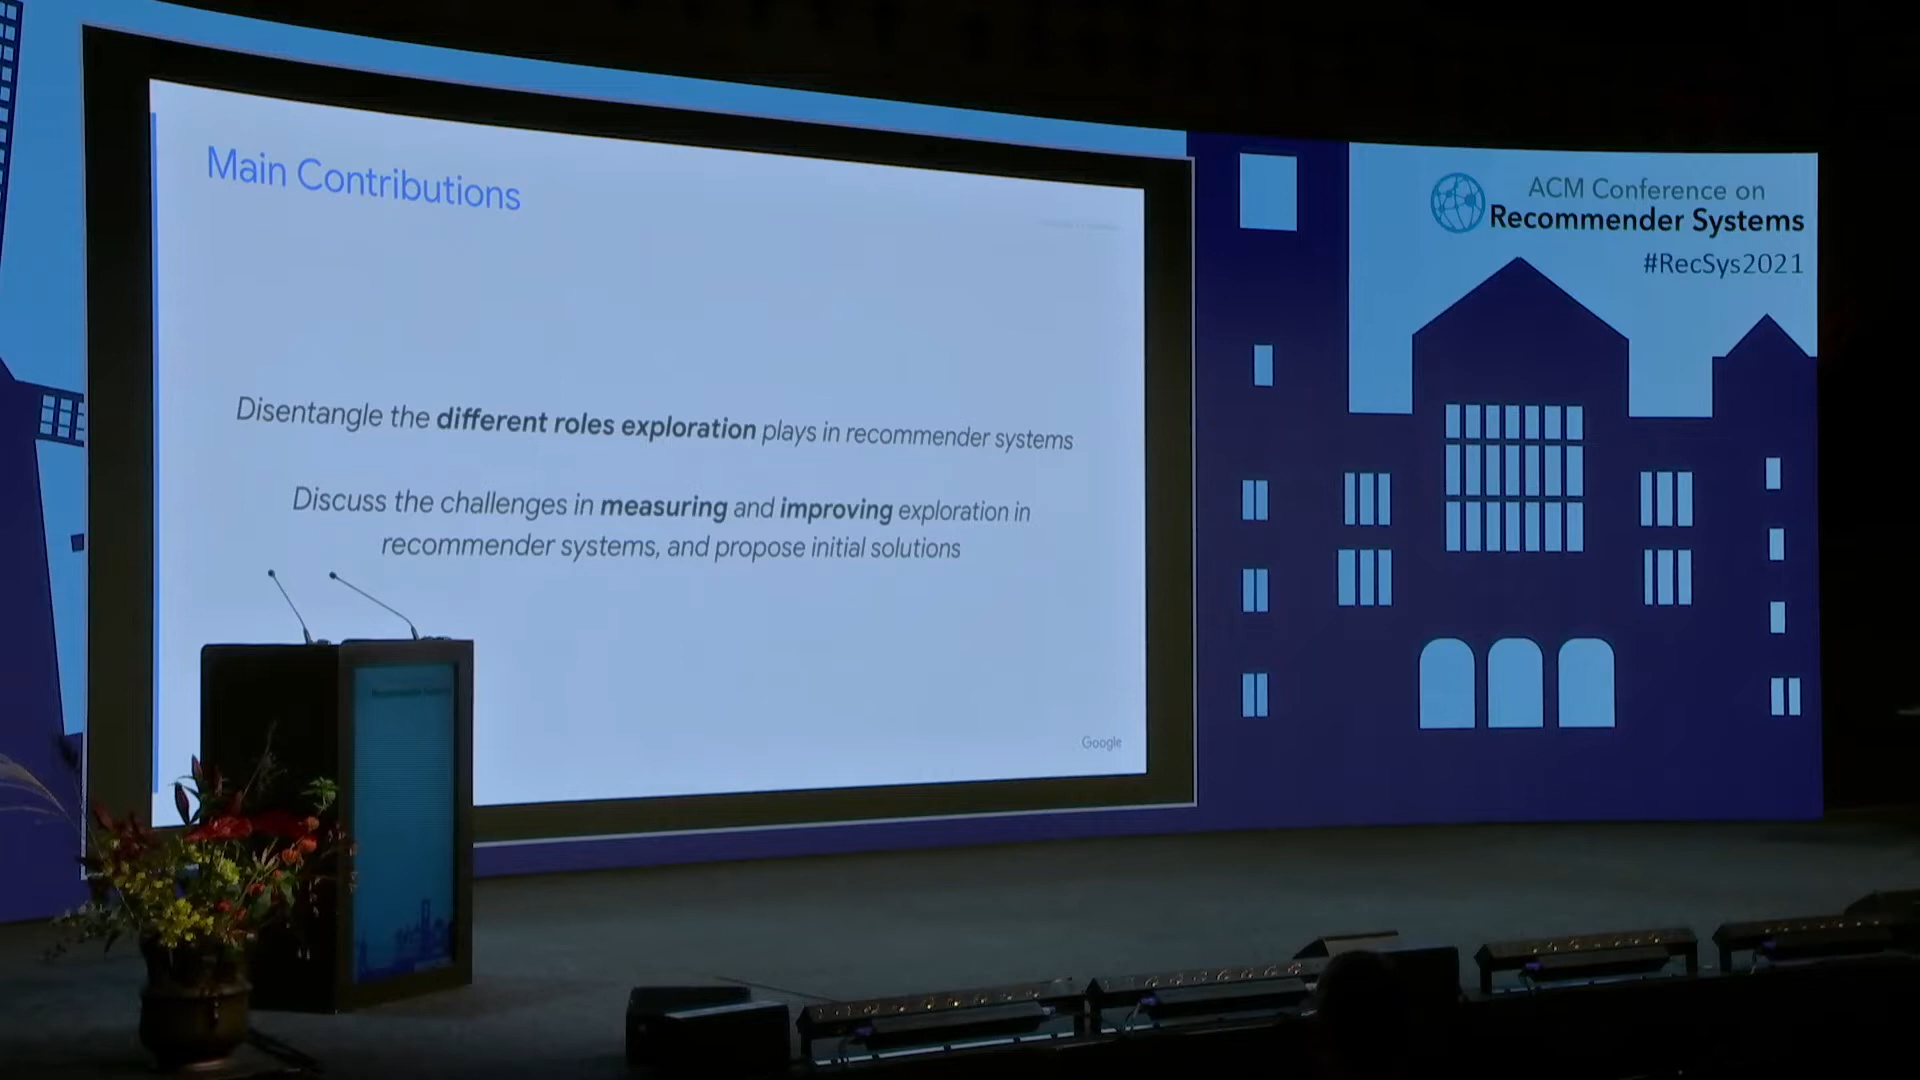 Main Contributions
Disentangle the different roles exploration plays in recommender systems
Discuss the challenges in measuring and improving exploration in
recommender systems, and propose initial solutions
Google
ACM Conference on
Recommender Systems
#RecSys2021